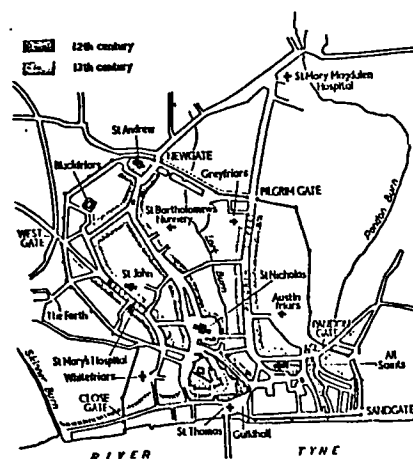 12th century
13th century
St Mary Magdalen
Hospital
St Andrew
NEWGATE
Blackfriars
Greyfriars
PILGRIM GATE
St Bartholomew's
Nunnery
Lort
Burn
Pandon Burn
WEST
GATE
St John
St Nicholas
Austin
Friars
The Forth
PANDON
GATE
St Mary's Hospital
Whitefriars
All
Saints
Skinner Burn
CLOSE
GATE
SANDGATE
St Thomas
Guildhall
RIVER TYNE